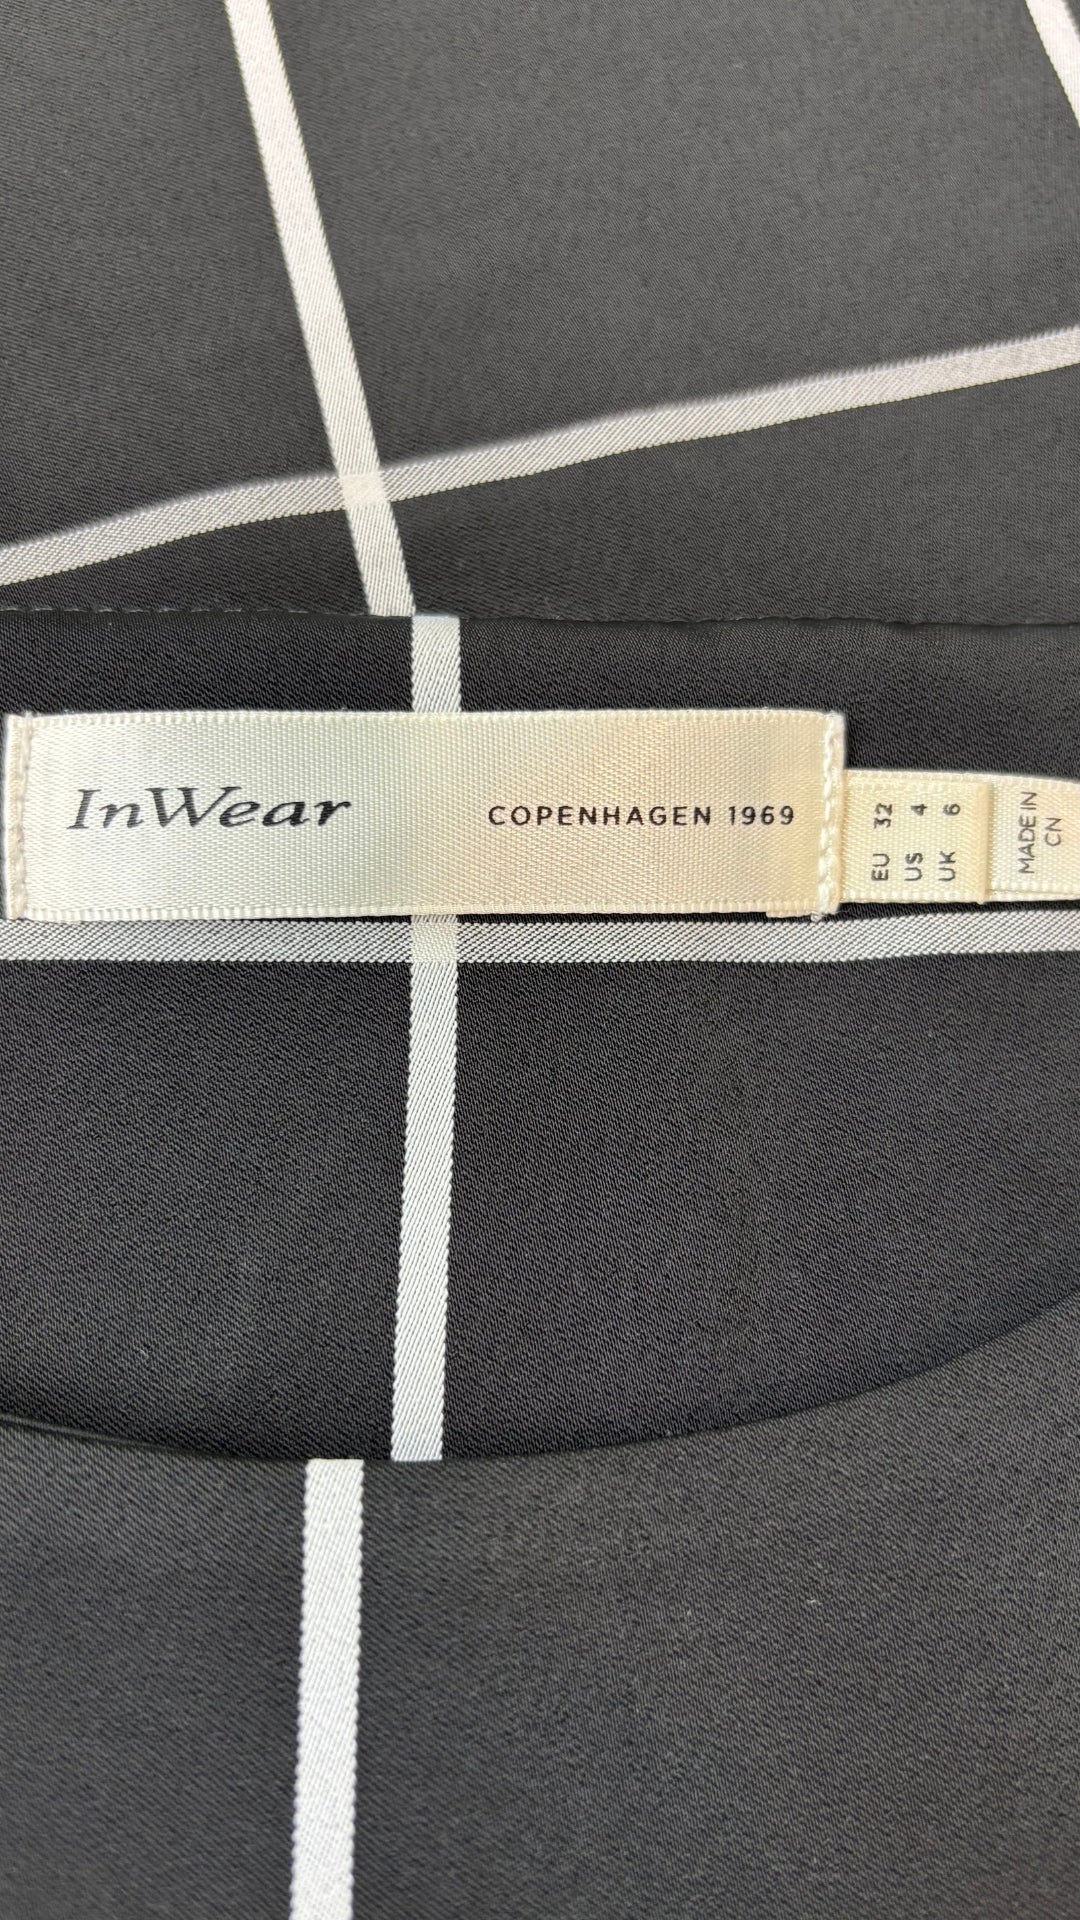 InWear
COPENHAGEN 1969
EU 32
US 4
UK 6
MADE IN
CN